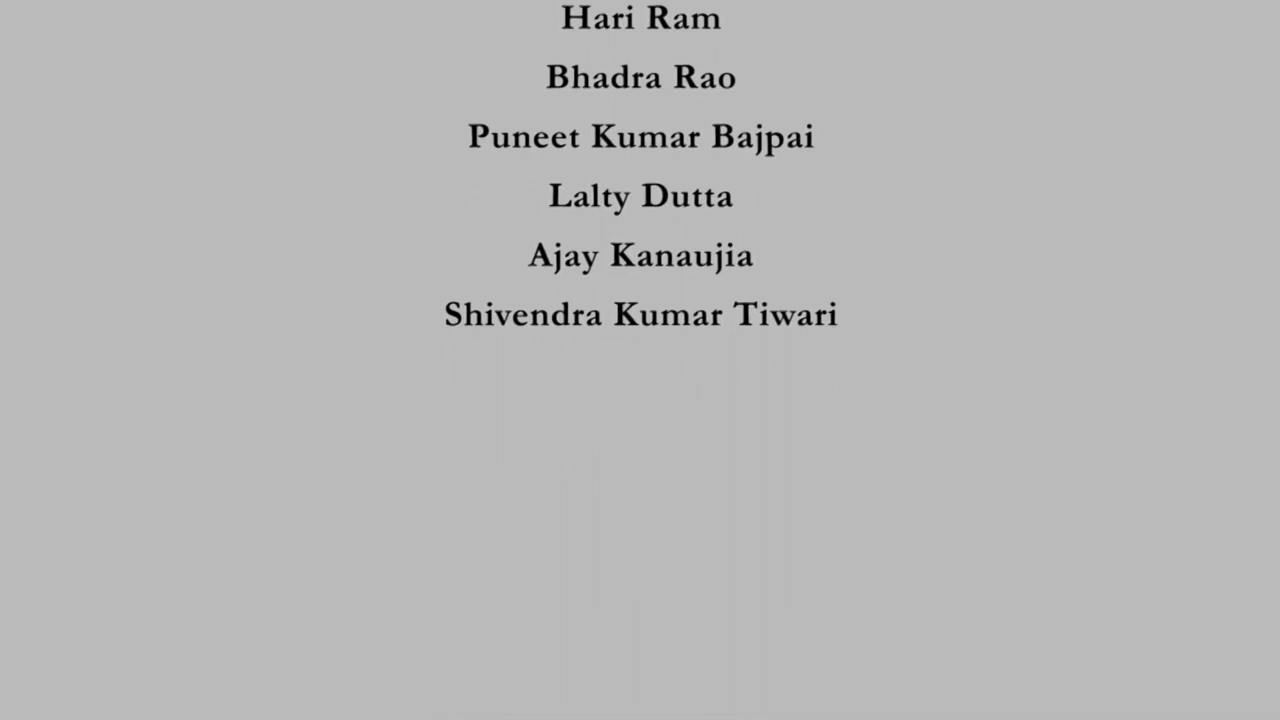 Hari Ram
Bhadra Rao
Puneet Kumar Bajpai
Lalty Dutta
Ajay Kanaujia
Shivendra Kumar Tiwari